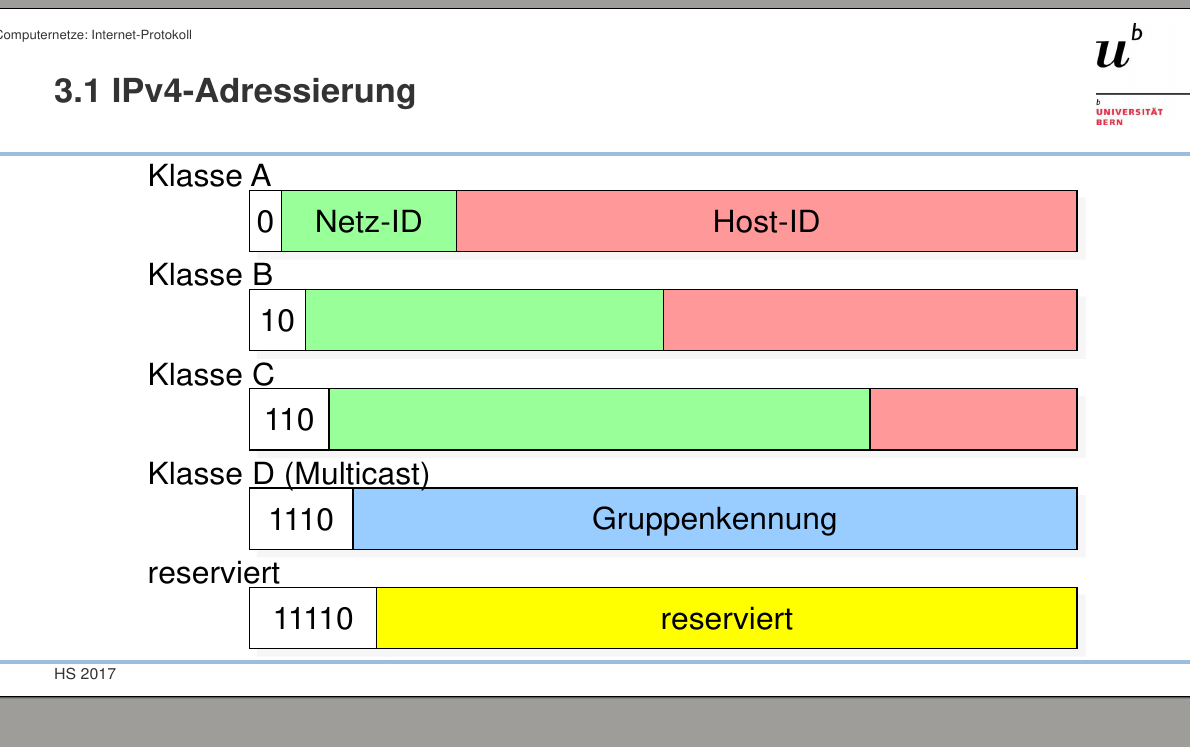 Computernetze: Internet-Protokoll
3.1 IPv4-Adressierung
u b
b
UNIVERSITÄT
BERN
Klasse A
0 Netz-ID Host-ID
Klasse B
10
Klasse C
110
Klasse D (Multicast)
1110 Gruppenkennung
reserviert
11110 reserviert
HS 2017